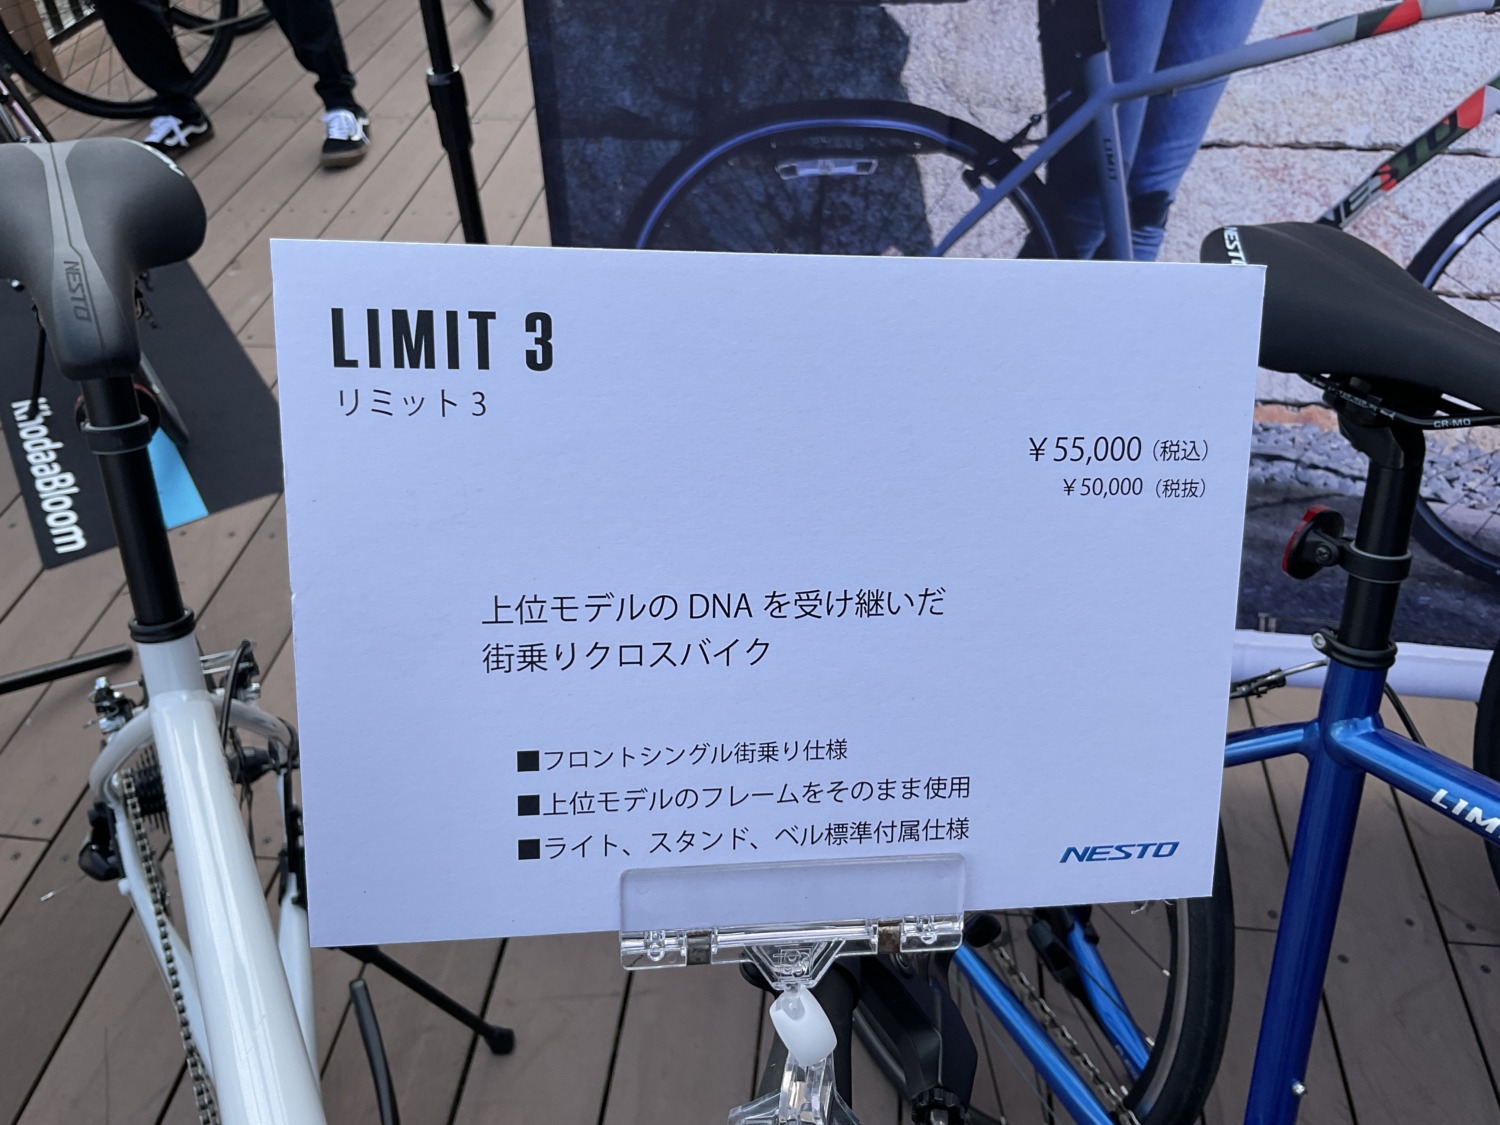 LIMIT 3
リミット 3
￥55,000（税込）
￥50,000（税抜）
上位モデルの DNA を受け継いだ
街乗りクロスバイク
■フロントシングル街乗り仕様
■上位モデルのフレームをそのまま使用
■ライト、スタンド、ベル標準付属仕様
NESTO
NESTO
KhodaaBloom
NESTO
CR-MO
LIM
LIMIT
NESTO